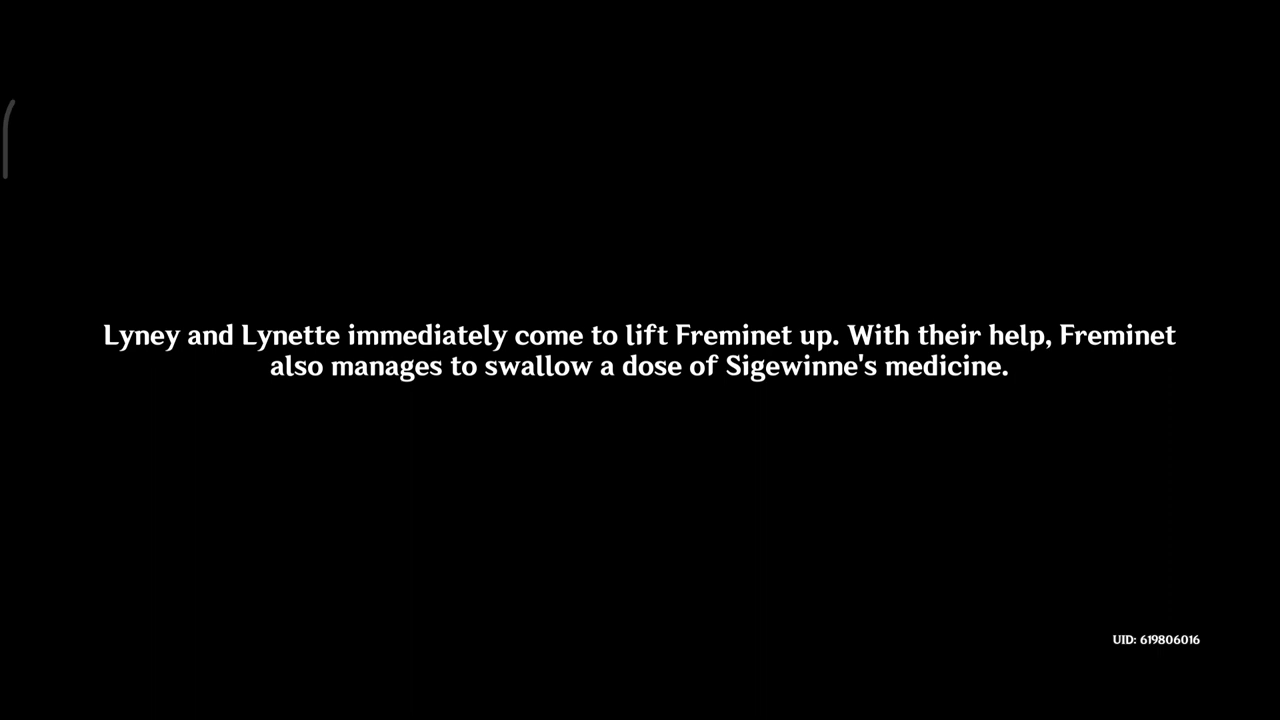 Lyney and Lynette immediately come to lift Freminet up. With their help, Freminet
also manages to swallow a dose of Sigewinne's medicine.
UID: 619806016